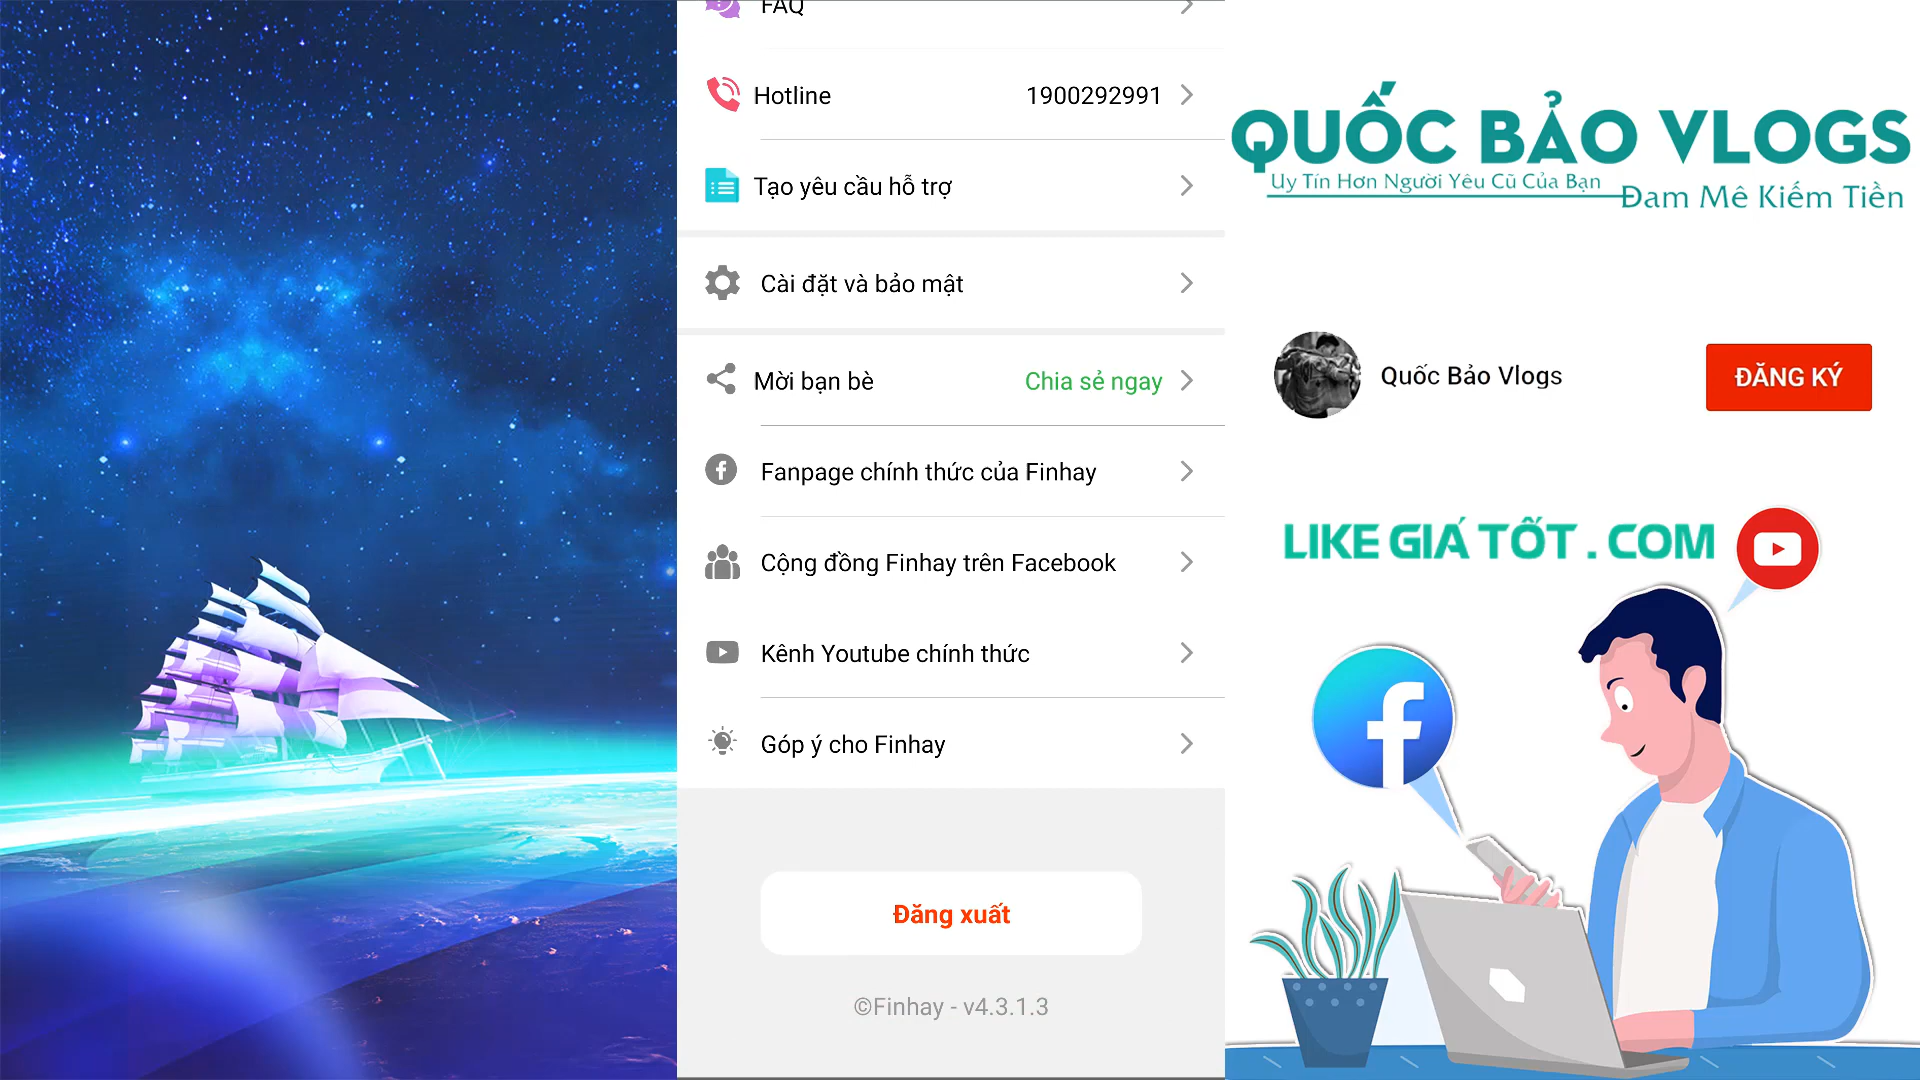 FAQ
Hotline 1900292991
Tạo yêu cầu hỗ trợ
Cài đặt và bảo mật
Mời bạn bè Chia sẻ ngay
Fanpage chính thức của Finhay
Cộng đồng Finhay trên Facebook
Kênh Youtube chính thức
Góp ý cho Finhay
Đăng xuất
©Finhay - v4.3.1.3
QUỐC BẢO VLOGS
Uy Tín Hơn Người Yêu Cũ Của Bạn
Đam Mê Kiếm Tiền
Quốc Bảo Vlogs
ĐĂNG KÝ
LIKE GIÁ TỐT . COM